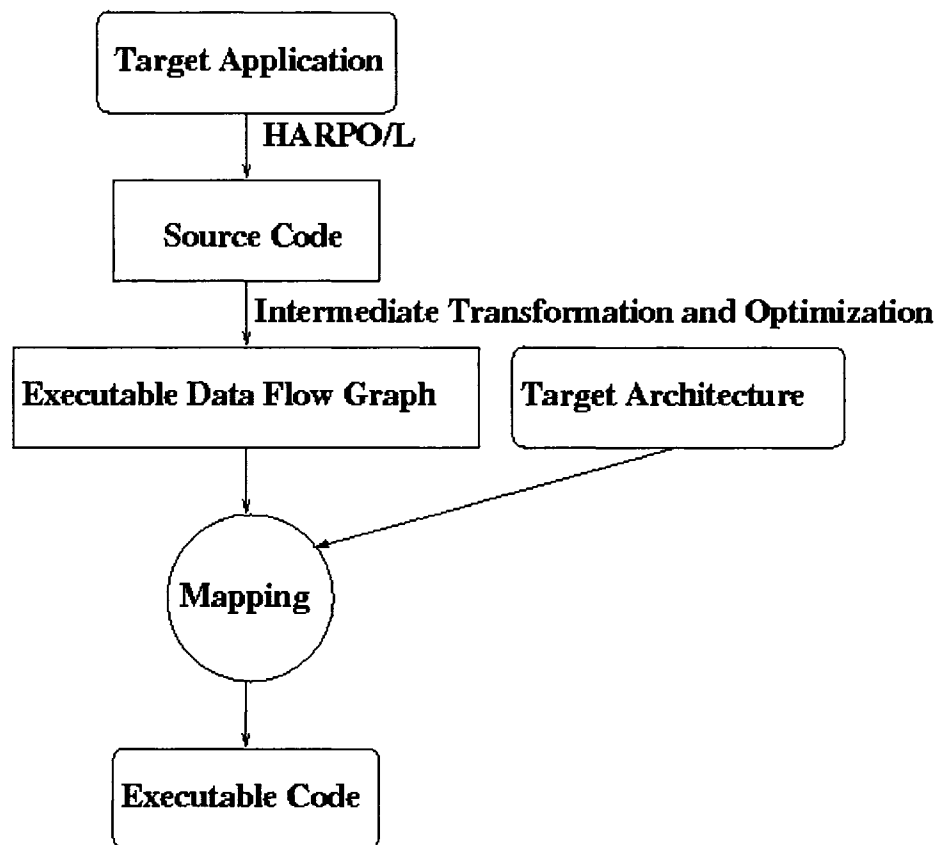 Target Application
HARPO/L
Source Code
Intermediate Transformation and Optimization
Executable Data Flow Graph
Target Architecture
Mapping
Executable Code